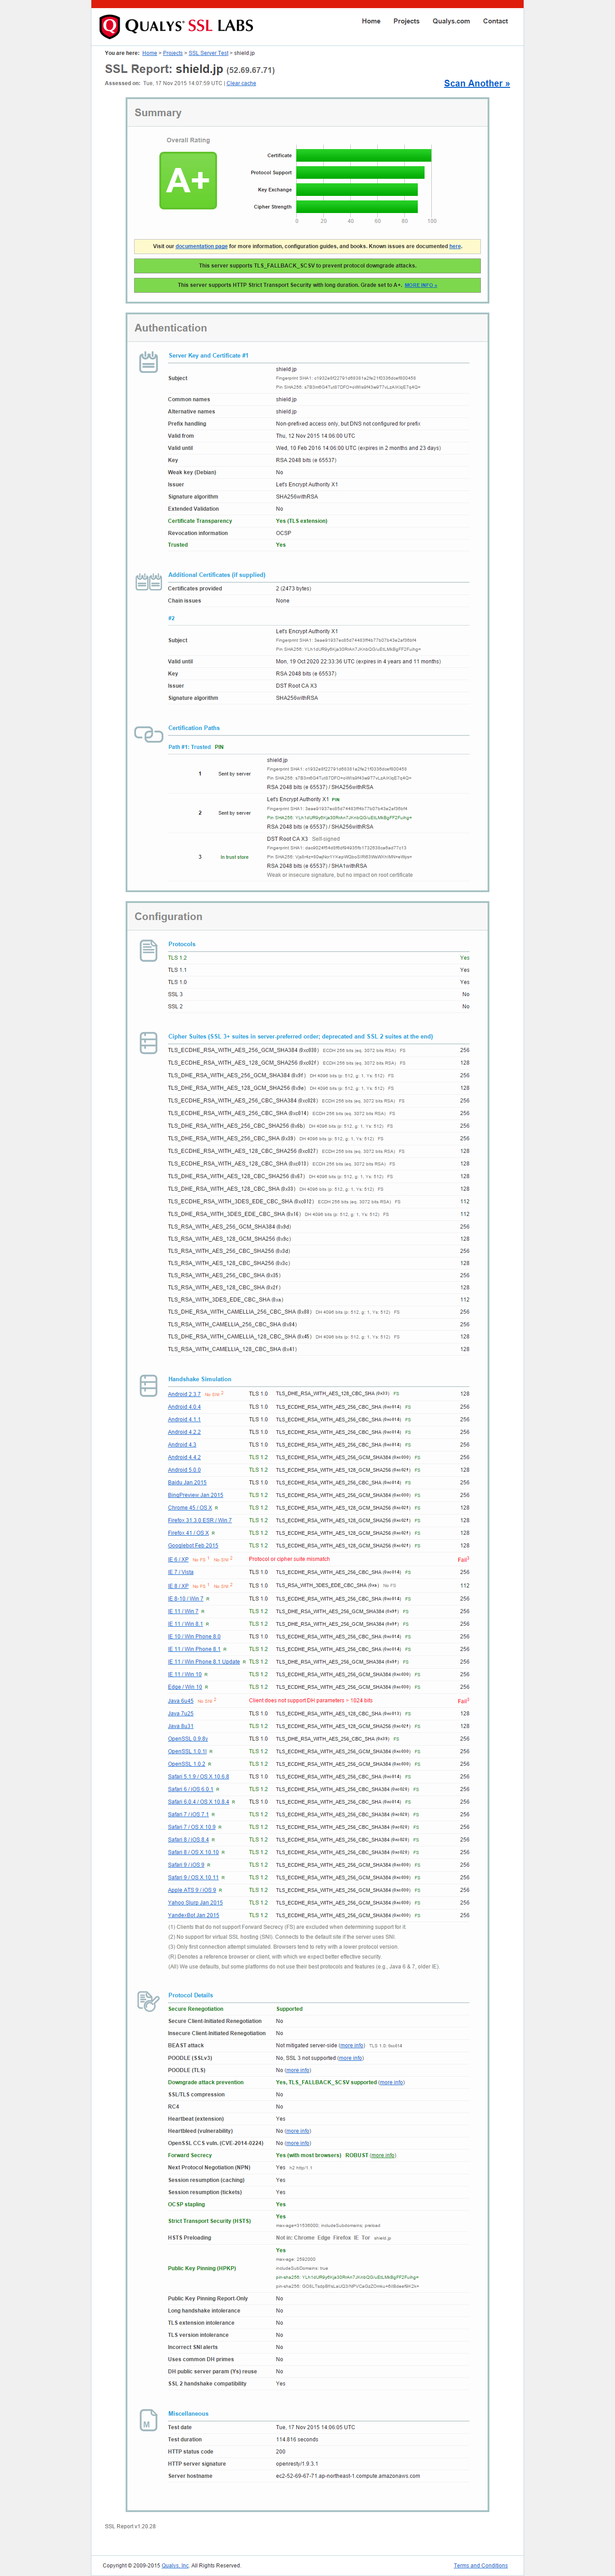 QUALYS® SSL LABS
Home Projects Qualys.com Contact
You are here: Home > Projects > SSL Server Test > shield.jp
SSL Report: shield.jp (52.69.67.71)
Assessed on: Tue, 17 Nov 2015 14:07:59 UTC | Clear cache
Scan Another »
Summary
Overall Rating
A+
Certificate
Protocol Support
Key Exchange
Cipher Strength
0 20 40 60 80 100
Visit our documentation page for more information, configuration guides, and books. Known issues are documented here.
This server supports TLS_FALLBACK_SCSV to prevent protocol downgrade attacks.
This server supports HTTP Strict Transport Security with long duration. Grade set to A+. MORE INFO »
Authentication
Server Key and Certificate #1
Subject
shield.jp
Common names shield.jp
Alternative names shield.jp
Prefix handling Non-prefixed access only, but DNS not configured for prefix
Valid from Thu, 12 Nov 2015 14:06:00 UTC
Valid until Wed, 10 Feb 2016 14:06:00 UTC (expires in 2 months and 23 days)
Key RSA 2048 bits (e 65537)
Weak key (Debian) No
Issuer Let's Encrypt Authority X1
Signature algorithm SHA256withRSA
Extended Validation No
Certificate Transparency Yes (TLS extension)
Revocation information OCSP
Trusted Yes
Additional Certificates (if supplied)
Certificates provided 2 (2473 bytes)
Chain issues None
#2
Subject
Let's Encrypt Authority X1
Valid until Mon, 19 Oct 2020 22:33:36 UTC (expires in 4 years and 11 months)
Key RSA 2048 bits (e 65537)
Issuer DST Root CA X3
Signature algorithm SHA256withRSA
Certification Paths
Path #1: Trusted PIN
1 Sent by server
shield.jp
RSA 2048 bits (e 65537) / SHA256withRSA
2 Sent by server
Let's Encrypt Authority X1 PIN
RSA 2048 bits (e 65537) / SHA256withRSA
3 In trust store
DST Root CA X3 Self-signed
RSA 2048 bits (e 65537) / SHA1withRSA
Weak or insecure signature, but no impact on root certificate
Configuration
Protocols
TLS 1.2 Yes
TLS 1.1 Yes
TLS 1.0 Yes
SSL 3 No
SSL 2 No
Cipher Suites (SSL 3+ suites in server-preferred order; deprecated and SSL 2 suites at the end)
TLS_ECDHE_RSA_WITH_AES_256_GCM_SHA384 (0xc030) ECDH 256 bits (eq. 3072 bits RSA) FS 256
TLS_ECDHE_RSA_WITH_AES_128_GCM_SHA256 (0xc02f) ECDH 256 bits (eq. 3072 bits RSA) FS 128
TLS_DHE_RSA_WITH_AES_256_GCM_SHA384 (0x9f) DH 4096 bits (p: 512, g: 1, Ys: 512) FS 256
TLS_DHE_RSA_WITH_AES_128_GCM_SHA256 (0x9e) DH 4096 bits (p: 512, g: 1, Ys: 512) FS 128
TLS_ECDHE_RSA_WITH_AES_256_CBC_SHA384 (0xc028) ECDH 256 bits (eq. 3072 bits RSA) FS 256
TLS_ECDHE_RSA_WITH_AES_256_CBC_SHA (0xc014) ECDH 256 bits (eq. 3072 bits RSA) FS 256
TLS_DHE_RSA_WITH_AES_256_CBC_SHA256 (0x6b) DH 4096 bits (p: 512, g: 1, Ys: 512) FS 256
TLS_DHE_RSA_WITH_AES_256_CBC_SHA (0x39) DH 4096 bits (p: 512, g: 1, Ys: 512) FS 256
TLS_ECDHE_RSA_WITH_AES_128_CBC_SHA256 (0xc027) ECDH 256 bits (eq. 3072 bits RSA) FS 128
TLS_ECDHE_RSA_WITH_AES_128_CBC_SHA (0xc013) ECDH 256 bits (eq. 3072 bits RSA) FS 128
TLS_DHE_RSA_WITH_AES_128_CBC_SHA256 (0x67) DH 4096 bits (p: 512, g: 1, Ys: 512) FS 128
TLS_DHE_RSA_WITH_AES_128_CBC_SHA (0x33) DH 4096 bits (p: 512, g: 1, Ys: 512) FS 128
TLS_ECDHE_RSA_WITH_3DES_EDE_CBC_SHA (0xc012) ECDH 256 bits (eq. 3072 bits RSA) FS 112
TLS_DHE_RSA_WITH_3DES_EDE_CBC_SHA (0x16) DH 4096 bits (p: 512, g: 1, Ys: 512) FS 112
TLS_RSA_WITH_AES_256_GCM_SHA384 (0x9d) 256
TLS_RSA_WITH_AES_128_GCM_SHA256 (0x9c) 128
TLS_RSA_WITH_AES_256_CBC_SHA256 (0x3d) 256
TLS_RSA_WITH_AES_128_CBC_SHA256 (0x3c) 128
TLS_RSA_WITH_AES_256_CBC_SHA (0x35) 256
TLS_RSA_WITH_AES_128_CBC_SHA (0x2f) 128
TLS_RSA_WITH_3DES_EDE_CBC_SHA (0xa) 112
TLS_DHE_RSA_WITH_CAMELLIA_256_CBC_SHA (0x88) DH 4096 bits (p: 512, g: 1, Ys: 512) FS 256
TLS_RSA_WITH_CAMELLIA_256_CBC_SHA (0x84) 256
TLS_DHE_RSA_WITH_CAMELLIA_128_CBC_SHA (0x45) DH 4096 bits (p: 512, g: 1, Ys: 512) FS 128
TLS_RSA_WITH_CAMELLIA_128_CBC_SHA (0x41) 128
Handshake Simulation
Android 2.3.7 No SNI 2 TLS 1.0 TLS_DHE_RSA_WITH_AES_128_CBC_SHA (0x33) FS 128
Android 4.0.4 TLS 1.0 TLS_ECDHE_RSA_WITH_AES_256_CBC_SHA (0xc014) FS 256
Android 4.1.1 TLS 1.0 TLS_ECDHE_RSA_WITH_AES_256_CBC_SHA (0xc014) FS 256
Android 4.2.2 TLS 1.0 TLS_ECDHE_RSA_WITH_AES_256_CBC_SHA (0xc014) FS 256
Android 4.3 TLS 1.0 TLS_ECDHE_RSA_WITH_AES_256_CBC_SHA (0xc014) FS 256
Android 4.4.2 TLS 1.2 TLS_ECDHE_RSA_WITH_AES_256_GCM_SHA384 (0xc030) FS 256
Android 5.0.0 TLS 1.2 TLS_ECDHE_RSA_WITH_AES_128_GCM_SHA256 (0xc02f) FS 128
Baidu Jan 2015 TLS 1.0 TLS_ECDHE_RSA_WITH_AES_256_CBC_SHA (0xc014) FS 256
BingPreview Jan 2015 TLS 1.2 TLS_ECDHE_RSA_WITH_AES_256_GCM_SHA384 (0xc030) FS 256
Chrome 45 / OS X R TLS 1.2 TLS_ECDHE_RSA_WITH_AES_128_GCM_SHA256 (0xc02f) FS 128
Firefox 31.3.0 ESR / Win 7 TLS 1.2 TLS_ECDHE_RSA_WITH_AES_128_GCM_SHA256 (0xc02f) FS 128
Firefox 41 / OS X R TLS 1.2 TLS_ECDHE_RSA_WITH_AES_128_GCM_SHA256 (0xc02f) FS 128
Googlebot Feb 2015 TLS 1.2 TLS_ECDHE_RSA_WITH_AES_128_GCM_SHA256 (0xc02f) FS 128
IE 6 / XP No FS 1 No SNI 2 Protocol or cipher suite mismatch Fail3
IE 7 / Vista TLS 1.0 TLS_ECDHE_RSA_WITH_AES_256_CBC_SHA (0xc014) FS 256
IE 8 / XP No FS 1 No SNI 2 TLS 1.0 TLS_RSA_WITH_3DES_EDE_CBC_SHA (0xa) No FS 112
IE 8-10 / Win 7 R TLS 1.0 TLS_ECDHE_RSA_WITH_AES_256_CBC_SHA (0xc014) FS 256
IE 11 / Win 7 R TLS 1.2 TLS_DHE_RSA_WITH_AES_256_GCM_SHA384 (0x9f) FS 256
IE 11 / Win 8.1 R TLS 1.2 TLS_DHE_RSA_WITH_AES_256_GCM_SHA384 (0x9f) FS 256
IE 10 / Win Phone 8.0 TLS 1.0 TLS_ECDHE_RSA_WITH_AES_256_CBC_SHA (0xc014) FS 256
IE 11 / Win Phone 8.1 R TLS 1.2 TLS_ECDHE_RSA_WITH_AES_256_CBC_SHA (0xc014) FS 256
IE 11 / Win Phone 8.1 Update R TLS 1.2 TLS_DHE_RSA_WITH_AES_256_GCM_SHA384 (0x9f) FS 256
IE 11 / Win 10 R TLS 1.2 TLS_ECDHE_RSA_WITH_AES_256_GCM_SHA384 (0xc030) FS 256
Edge / Win 10 R TLS 1.2 TLS_ECDHE_RSA_WITH_AES_256_GCM_SHA384 (0xc030) FS 256
Java 6u45 No SNI 2 Client does not support DH parameters > 1024 bits Fail3
Java 7u25 TLS 1.0 TLS_ECDHE_RSA_WITH_AES_128_CBC_SHA (0xc013) FS 128
Java 8u31 TLS 1.2 TLS_ECDHE_RSA_WITH_AES_128_GCM_SHA256 (0xc02f) FS 128
OpenSSL 0.9.8y TLS 1.0 TLS_DHE_RSA_WITH_AES_256_CBC_SHA (0x39) FS 256
OpenSSL 1.0.1l R TLS 1.2 TLS_ECDHE_RSA_WITH_AES_256_GCM_SHA384 (0xc030) FS 256
OpenSSL 1.0.2 R TLS 1.2 TLS_ECDHE_RSA_WITH_AES_256_GCM_SHA384 (0xc030) FS 256
Safari 5.1.9 / OS X 10.6.8 TLS 1.0 TLS_ECDHE_RSA_WITH_AES_256_CBC_SHA (0xc014) FS 256
Safari 6 / iOS 6.0.1 R TLS 1.2 TLS_ECDHE_RSA_WITH_AES_256_CBC_SHA384 (0xc028) FS 256
Safari 6.0.4 / OS X 10.8.4 R TLS 1.0 TLS_ECDHE_RSA_WITH_AES_256_CBC_SHA (0xc014) FS 256
Safari 7 / iOS 7.1 R TLS 1.2 TLS_ECDHE_RSA_WITH_AES_256_CBC_SHA384 (0xc028) FS 256
Safari 7 / OS X 10.9 R TLS 1.2 TLS_ECDHE_RSA_WITH_AES_256_CBC_SHA384 (0xc028) FS 256
Safari 8 / iOS 8.4 R TLS 1.2 TLS_ECDHE_RSA_WITH_AES_256_CBC_SHA384 (0xc028) FS 256
Safari 8 / OS X 10.10 R TLS 1.2 TLS_ECDHE_RSA_WITH_AES_256_CBC_SHA384 (0xc028) FS 256
Safari 9 / iOS 9 R TLS 1.2 TLS_ECDHE_RSA_WITH_AES_256_GCM_SHA384 (0xc030) FS 256
Safari 9 / OS X 10.11 R TLS 1.2 TLS_ECDHE_RSA_WITH_AES_256_GCM_SHA384 (0xc030) FS 256
Apple ATS 9 / iOS 9 R TLS 1.2 TLS_ECDHE_RSA_WITH_AES_256_GCM_SHA384 (0xc030) FS 256
Yahoo Slurp Jan 2015 TLS 1.2 TLS_ECDHE_RSA_WITH_AES_256_GCM_SHA384 (0xc030) FS 256
YandexBot Jan 2015 TLS 1.2 TLS_ECDHE_RSA_WITH_AES_256_GCM_SHA384 (0xc030) FS 256
(1) Clients that do not support Forward Secrecy (FS) are excluded when determining support for it.
(2) No support for virtual SSL hosting (SNI). Connects to the default site if the server uses SNI.
(3) Only first connection attempt simulated. Browsers tend to retry with a lower protocol version.
(R) Denotes a reference browser or client, with which we expect better effective security.
(All) We use defaults, but some platforms do not use their best protocols and features (e.g., Java 6 & 7, older IE).
Protocol Details
Secure Renegotiation Supported
Secure Client-Initiated Renegotiation No
Insecure Client-Initiated Renegotiation No
BEAST attack Not mitigated server-side (more info) TLS 1.0: 0xc014
POODLE (SSLv3) No, SSL 3 not supported (more info)
POODLE (TLS) No (more info)
Downgrade attack prevention Yes, TLS_FALLBACK_SCSV supported (more info)
SSL/TLS compression No
RC4 No
Heartbeat (extension) Yes
Heartbleed (vulnerability) No (more info)
OpenSSL CCS vuln. (CVE-2014-0224) No (more info)
Forward Secrecy Yes (with most browsers) ROBUST (more info)
Next Protocol Negotiation (NPN) Yes h2 http/1.1
Session resumption (caching) Yes
Session resumption (tickets) Yes
OCSP stapling Yes
Strict Transport Security (HSTS)
Yes
max-age=31536000; includeSubdomains; preload
HSTS Preloading Not in: Chrome Edge Firefox IE Tor shield.jp
Public Key Pinning (HPKP)
Yes
max-age: 2592000
includeSubDomains: true
Public Key Pinning Report-Only No
Long handshake intolerance No
TLS extension intolerance No
TLS version intolerance No
Incorrect SNI alerts No
Uses common DH primes No
DH public server param (Ys) reuse No
SSL 2 handshake compatibility Yes
Miscellaneous
Test date Tue, 17 Nov 2015 14:06:05 UTC
Test duration 114.816 seconds
HTTP status code 200
HTTP server signature openresty/1.9.3.1
Server hostname ec2-52-69-67-71.ap-northeast-1.compute.amazonaws.com
SSL Report v1.20.28
Copyright © 2009-2015 Qualys, Inc. All Rights Reserved.
Terms and Conditions